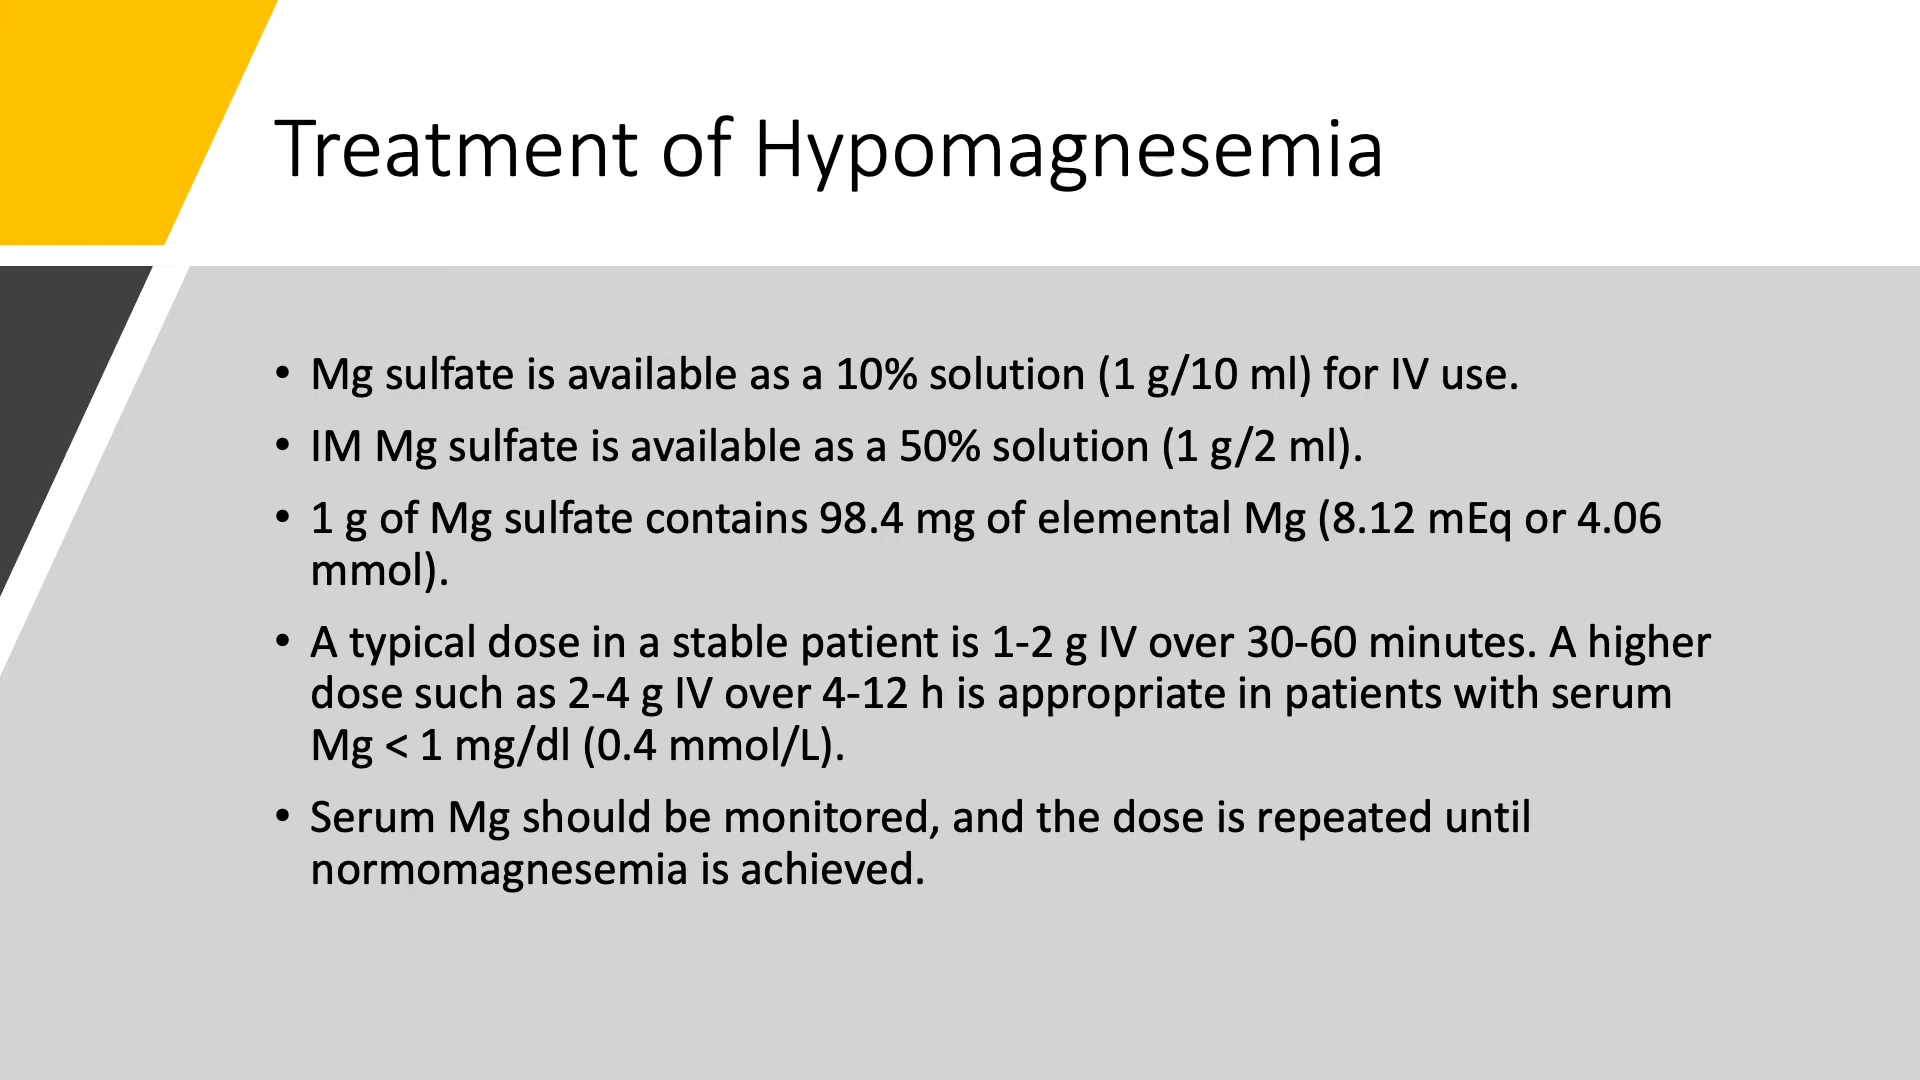 Treatment of Hypomagnesemia
• Mg sulfate is available as a 10% solution (1 g/10 ml) for IV use.
• IM Mg sulfate is available as a 50% solution (1 g/2 ml).
• 1 g of Mg sulfate contains 98.4 mg of elemental Mg (8.12 mEq or 4.06
mmol).
• A typical dose in a stable patient is 1-2 g IV over 30-60 minutes. A higher
dose such as 2-4 g IV over 4-12 h is appropriate in patients with serum
Mg < 1 mg/dl (0.4 mmol/L).
• Serum Mg should be monitored, and the dose is repeated until
normomagnesemia is achieved.